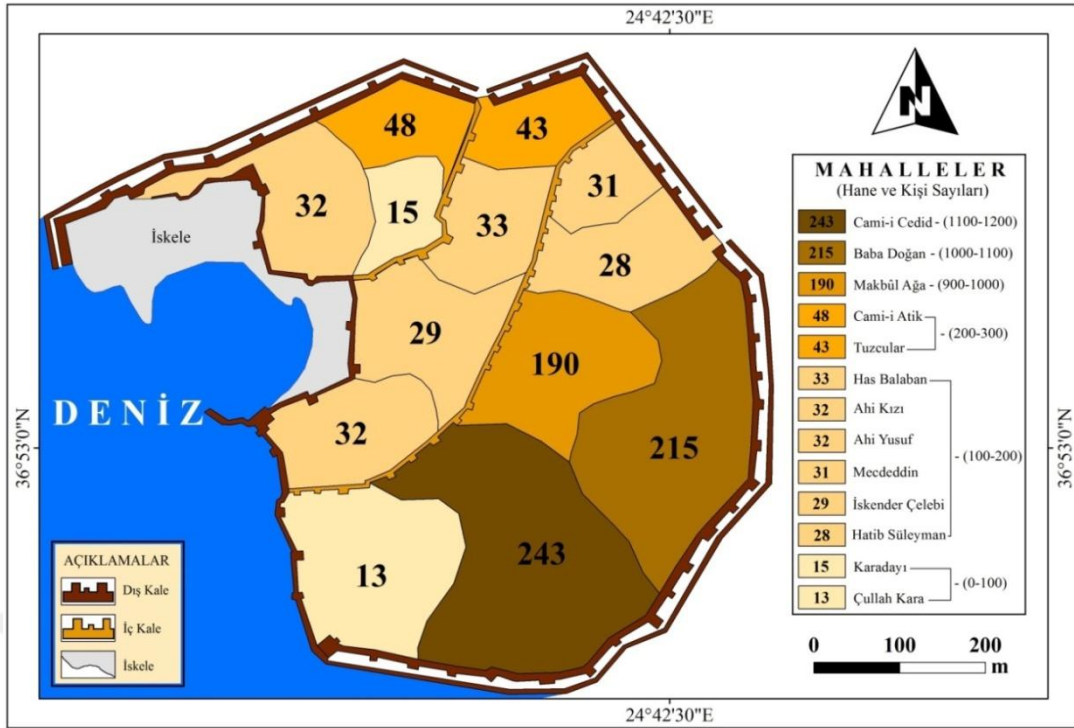 24°42'30"E
48
43
31
32
15
33
İskele
28
29
190
DENİZ
32
215
36°53'0"N
36°53'0"N
243
13
N
MAHALLELER
(Hane ve Kişi Sayıları)
243 Cami-i Cedid - (1100-1200)
215 Baba Doğan - (1000-1100)
190 Makbûl Ağa - (900-1000)
48 Cami-i Atik
- (200-300)
43 Tuzcular
33 Has Balaban
32 Ahi Kızı
32 Ahi Yusuf
- (100-200)
31 Mecdeddin
29 İskender Çelebi
28 Hatib Süleyman
15 Karadayı
- (0-100)
13 Çullah Kara
0 100 200
m
AÇIKLAMALAR
Dış Kale
İç Kale
İskele
24°42'30"E